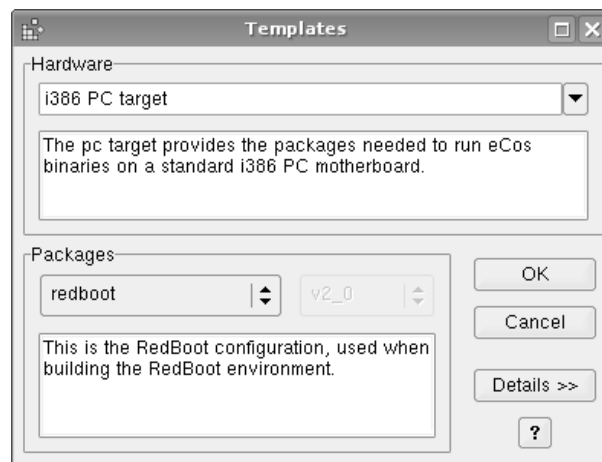 Templates
Hardware
i386 PC target
The pc target provides the packages needed to run eCos
binaries on a standard i386 PC motherboard.
Packages
redboot
v2_0
This is the RedBoot configuration, used when
building the RedBoot environment.
OK
Cancel
Details >>
?